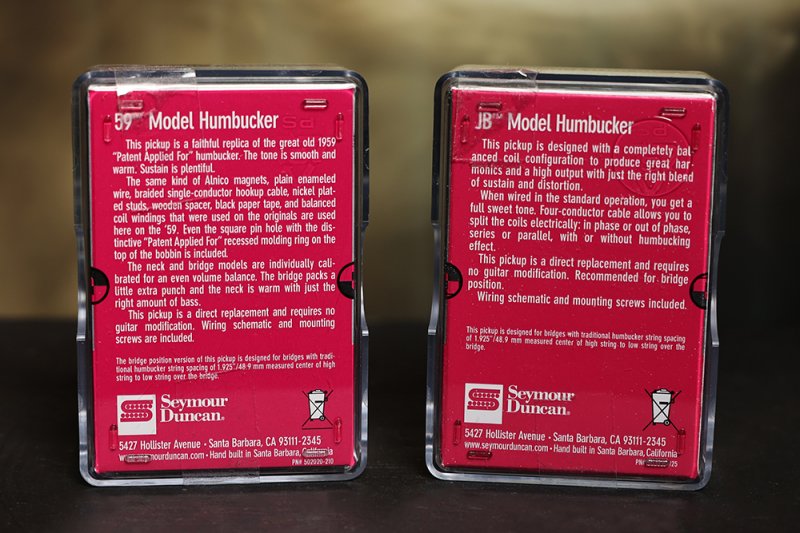 59™ Model Humbucker
This pickup is a faithful replica of the great old 1959
"Patent Applied For" humbucker. The tone is smooth and
warm. Sustain is plentiful.
The same kind of Alnico magnets, plain enameled
wire, braided single-conductor hookup cable, nickel plat-
ed studs, wooden spacer, black paper tape, and balanced
coil windings that were used on the originals are used
here on the '59. Even the square pin hole with the dis-
tinctive "Patent Applied For" recessed molding ring on the
top of the bobbin is included.
The neck and bridge models are individually cali-
brated for an even volume balance. The bridge packs a
little extra punch and the neck is warm with just the
right amount of bass.
This pickup is a direct replacement and requires no
guitar modification. Wiring schematic and mounting
screws are included.
The bridge position version of this pickup is designed for bridges with tradi-
tional humbucker string spacing of 1.925"/48.9 mm measured center of high
string to low string over the bridge.
Seymour
Duncan®
5427 Hollister Avenue • Santa Barbara, CA 93111-2345
www.seymourduncan.com • Hand built in Santa Barbara, California
PN# 502020-210
JB™ Model Humbucker
This pickup is designed with a completely bal-
anced coil configuration to produce great har-
monics and a high output with just the right blend
of sustain and distortion.
When wired in the standard operation, you get a
full sweet tone. Four-conductor cable allows you to
split the coils electrically: in phase or out of phase,
series or parallel, with or without humbucking
effect.
This pickup is a direct replacement and requires
no guitar modification. Recommended for bridge
position.
Wiring schematic and mounting screws included.
This pickup is designed for bridges with traditional humbucker string spacing
of 1.925"/48.9 mm measured center of high string to low string over the
bridge.
Seymour
Duncan®
5427 Hollister Avenue • Santa Barbara, CA 93111-2345
www.seymourduncan.com • Hand built in Santa Barbara, California
PN#